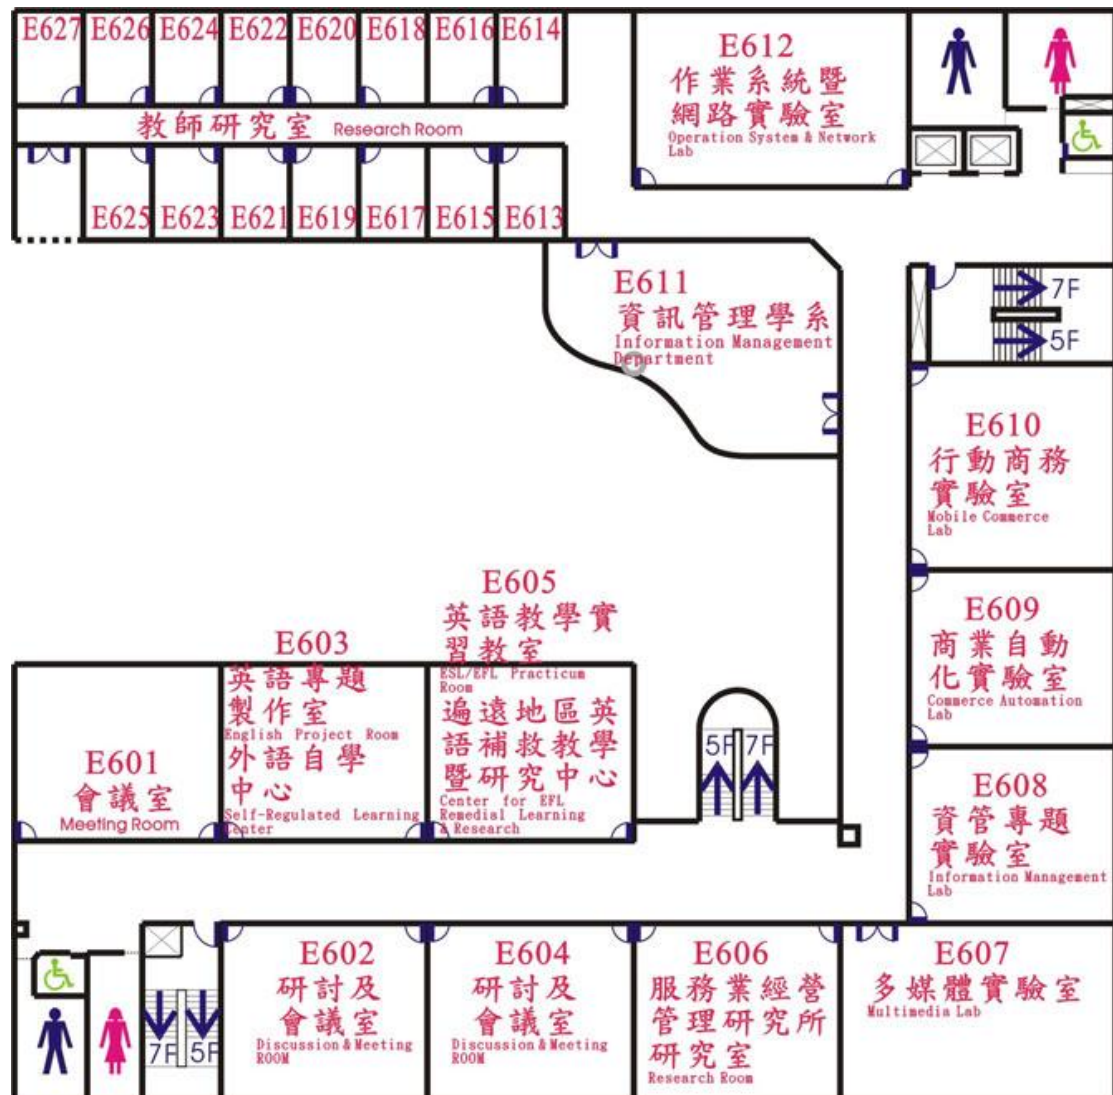 E627 E626 E624 E622 E620 E618 E616 E614
教師研究室 Research Room
E625 E623 E621 E619 E617 E615 E613
E612
作業系統暨
網路實驗室
Operation System & Network
Lab
E611
資訊管理學系
Information Management
Department
7F
5F
E610
行動商務
實驗室
Mobile Commerce
Lab
E609
商業自動
化實驗室
Commerce Automation
Lab
E608
資管專題
實驗室
Information Management
Lab
E605
英語教學實
習教室
ESL/EFL Practicum
Room
遍遠地區英
語補救教學
暨研究中心
Center for EFL
Remedial Learning
& Research
E603
英語專題
製作室
English Project Room
外語自學
中心
Self-Regulated Learning
Center
E601
會議室
Meeting Room
5F 7F
7F 5F
E602
研討及
會議室
Discussion & Meeting
ROOM
E604
研討及
會議室
Discussion & Meeting
ROOM
E606
服務業經營
管理研究所
研究室
Research Room
E607
多媒體實驗室
Multimedia Lab